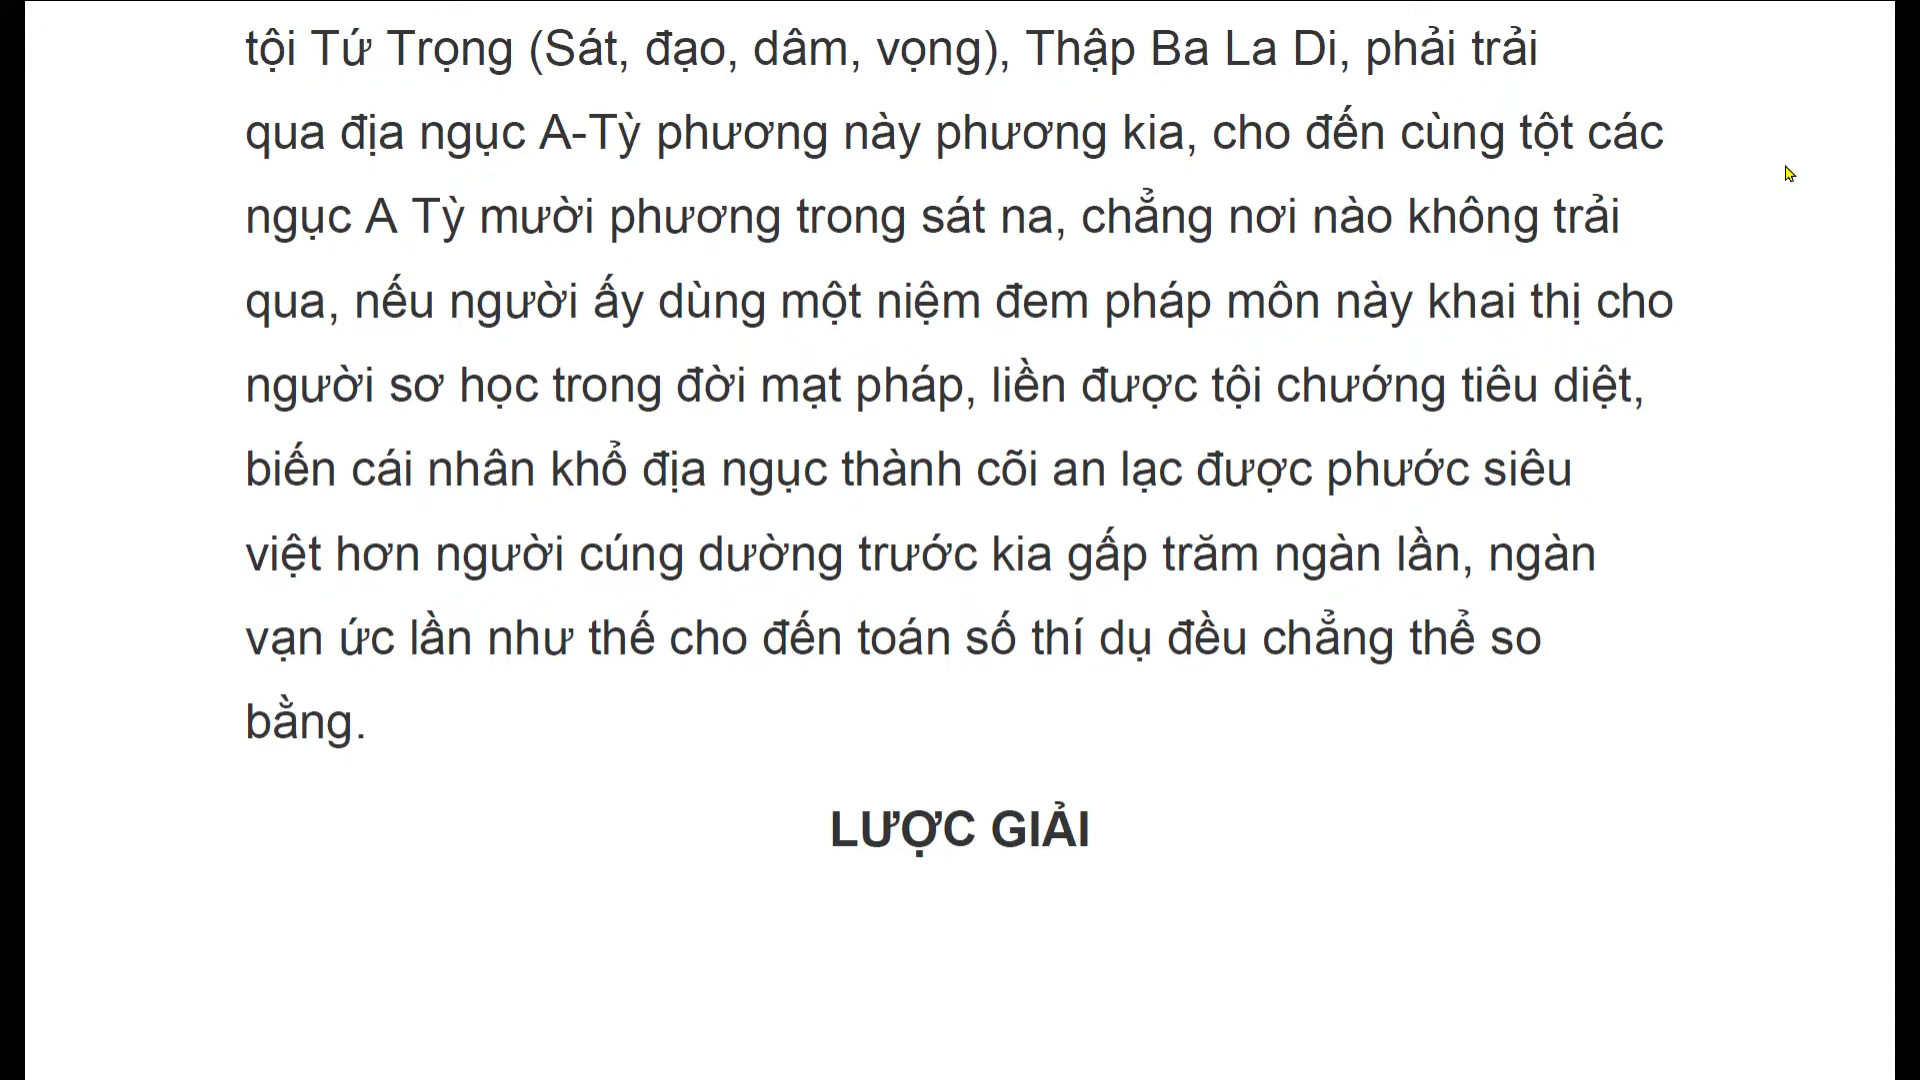 tội Tứ Trọng (Sát, đạo, dâm, vọng), Thập Ba La Di, phải trải
qua địa ngục A-Tỳ phương này phương kia, cho đến cùng tột các
ngục A Tỳ mười phương trong sát na, chẳng nơi nào không trải
qua, nếu người ấy dùng một niệm đem pháp môn này khai thị cho
người sơ học trong đời mạt pháp, liền được tội chướng tiêu diệt,
biến cái nhân khổ địa ngục thành cõi an lạc được phước siêu
việt hơn người cúng dường trước kia gấp trăm ngàn lần, ngàn
vạn ức lần như thế cho đến toán số thí dụ đều chẳng thể so
bằng.
LƯỢC GIẢI